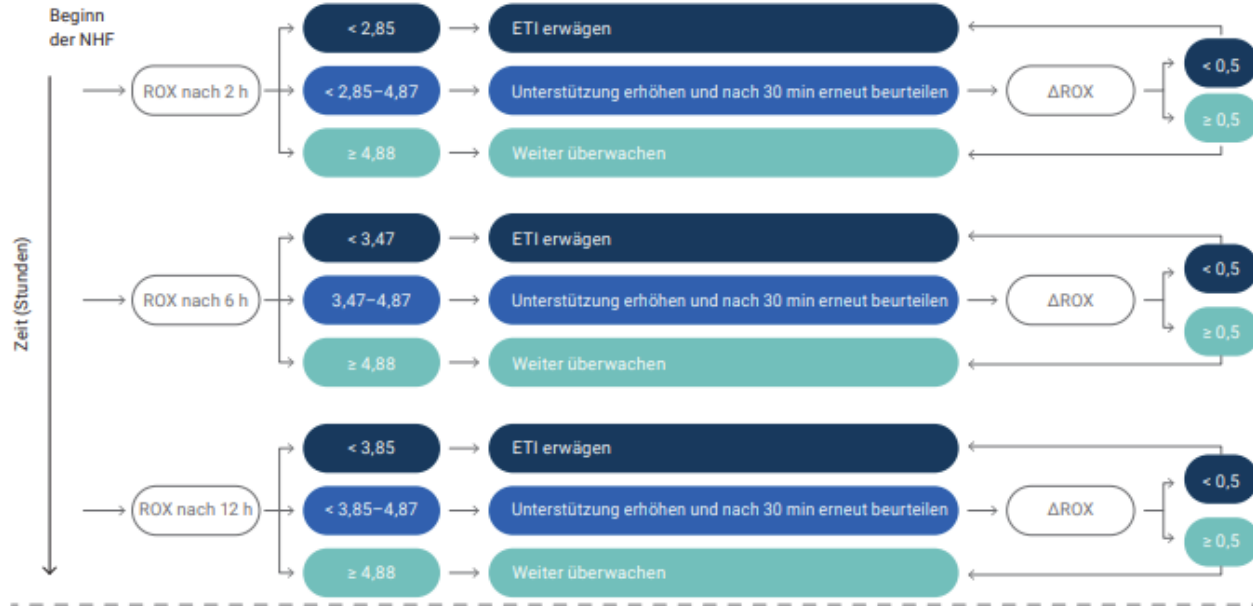 Beginn
der NHF
Zeit (Stunden)
ROX nach 2 h
< 2,85
ETI erwägen
< 2,85–4,87
Unterstützung erhöhen und nach 30 min erneut beurteilen
ΔROX
< 0,5
≥ 0,5
≥ 4,88
Weiter überwachen
ROX nach 6 h
< 3,47
ETI erwägen
3,47–4,87
Unterstützung erhöhen und nach 30 min erneut beurteilen
ΔROX
< 0,5
≥ 0,5
≥ 4,88
Weiter überwachen
ROX nach 12 h
< 3,85
ETI erwägen
< 3,85–4,87
Unterstützung erhöhen und nach 30 min erneut beurteilen
ΔROX
< 0,5
≥ 0,5
≥ 4,88
Weiter überwachen